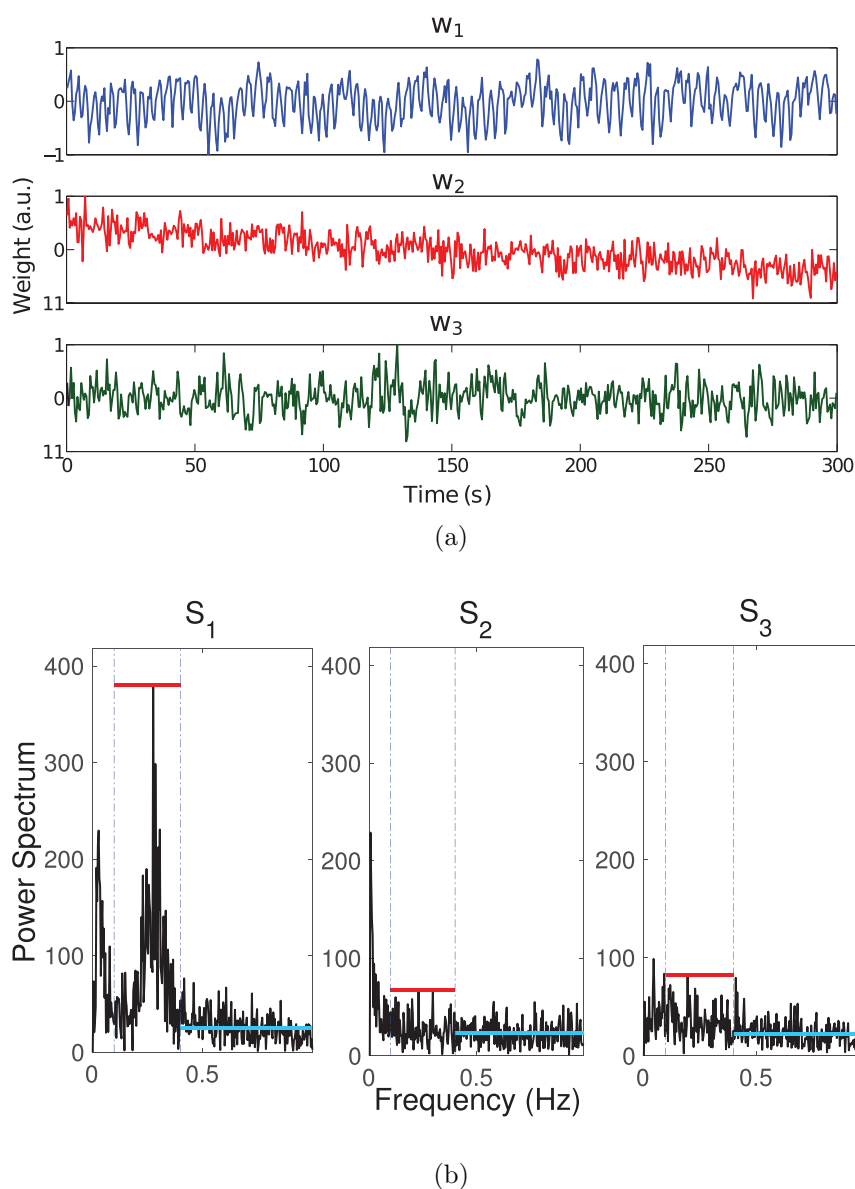 w1
1
0
−1
w2
1
0
11
w3
1
0
11
Weight (a.u.)
0 50 100 150 200 250 300
Time (s)
(a)
S1 S2 S3
400 400 400
300 300 300
200 200 200
100 100 100
0 0 0
0 0.5 0 0.5 0 0.5
Power Spectrum
Frequency (Hz)
(b)